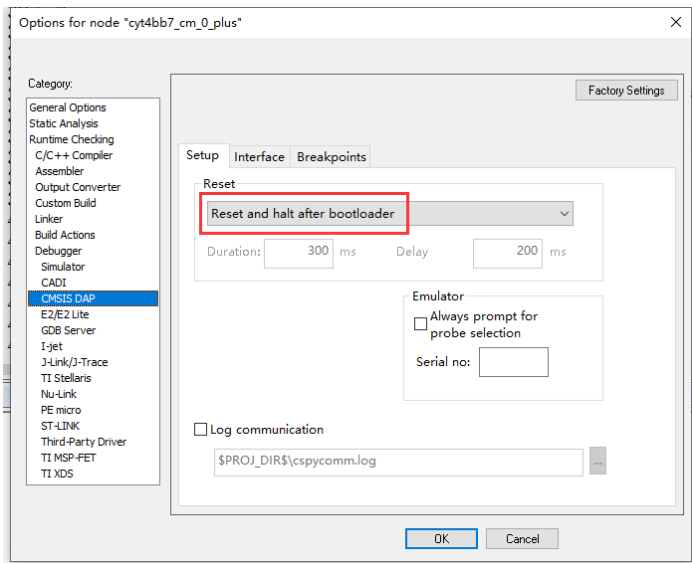 Options for node "cyt4bb7_cm_0_plus"
Category:
General Options
Static Analysis
Runtime Checking
C/C++ Compiler
Assembler
Output Converter
Custom Build
Linker
Build Actions
Debugger
Simulator
CADI
CMSIS DAP
E2/E2 Lite
GDB Server
I-jet
J-Link/J-Trace
TI Stellaris
Nu-Link
PE micro
ST-LINK
Third-Party Driver
TI MSP-FET
TI XDS
Factory Settings
Setup Interface Breakpoints
Reset
Reset and halt after bootloader
Duration: 300 ms Delay 200 ms
Emulator
Always prompt for
probe selection
Serial no:
Log communication
$PROJ_DIR$\cspycomm.log
...
OK Cancel